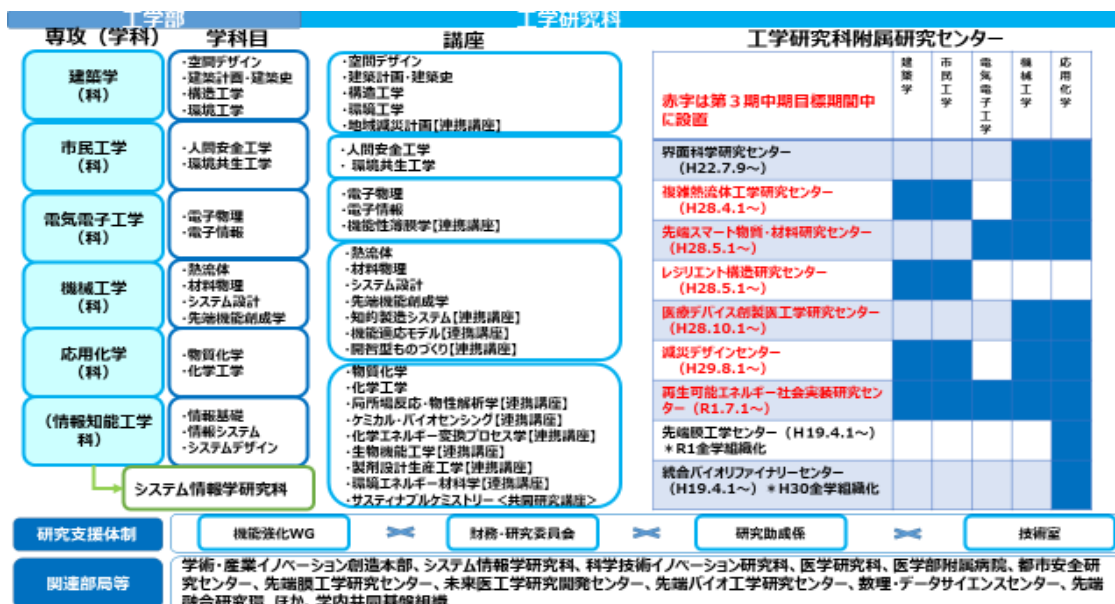 工学部
工学研究科
専攻（学科）
学科目
講座
工学研究科附属研究センター
建築学
（科）
・空間デザイン
・建築計画・建築史
・構造工学
・環境工学
・空間デザイン
・建築計画・建築史
・構造工学
・環境工学
・地域減災計画【連携講座】
市民工学
（科）
・人間安全工学
・環境共生工学
・人間安全工学
・環境共生工学
電気電子工学
（科）
・電子物理
・電子情報
・電子物理
・電子情報
・機能性薄膜学【連携講座】
機械工学
（科）
・熱流体
・材料物理
・システム設計
・先端機能創成学
・熱流体
・材料物理
・システム設計
・先端機能創成学
・知的製造システム【連携講座】
・機能適応モデル【連携講座】
・開智型ものづくり【連携講座】
応用化学
（科）
・物質化学
・化学工学
・物質化学
・化学工学
・局所場反応・物性解析学【連携講座】
・ケミカル・バイオセンシング【連携講座】
・化学エネルギー変換プロセス学【連携講座】
・生物機能工学【連携講座】
・製剤設計生産工学【連携講座】
・環境エネルギー材料学【連携講座】
・サスティナブルケミストリー＜共同研究講座＞
（情報知能工学
科）
・情報基礎
・情報システム
・システムデザイン
システム情報学研究科
赤字は第３期中期目標期間中
に設置
建築学
市民工学
電気電子工学
機械工学
応用化学
界面科学研究センター
（H22.7.9～）
複雑熱流体工学研究センター
（H28.4.1～）
先端スマート物質・材料研究センター
（H28.5.1～）
レジリエント構造研究センター
（H28.5.1～）
医療デバイス創製医工学研究センター
（H28.10.1～）
減災デザインセンター
（H29.8.1～）
再生可能エネルギー社会実装研究セン
ター（R1.7.1～）
先端膜工学センター（H19.4.1～）
＊R1全学組織化
統合バイオリファイナリーセンター
（H19.4.1～）＊H30全学組織化
研究支援体制
機能強化WG
財務・研究委員会
研究助成係
技術室
関連部局等
学術・産業イノベーション創造本部、システム情報学研究科、科学技術イノベーション研究科、医学研究科、医学部附属病院、都市安全研
究センター、先端膜工学研究センター、未来医工学研究開発センター、先端バイオ工学研究センター、数理・データサイエンスセンター、先端
融合研究環、ほか、学内共同基盤組織